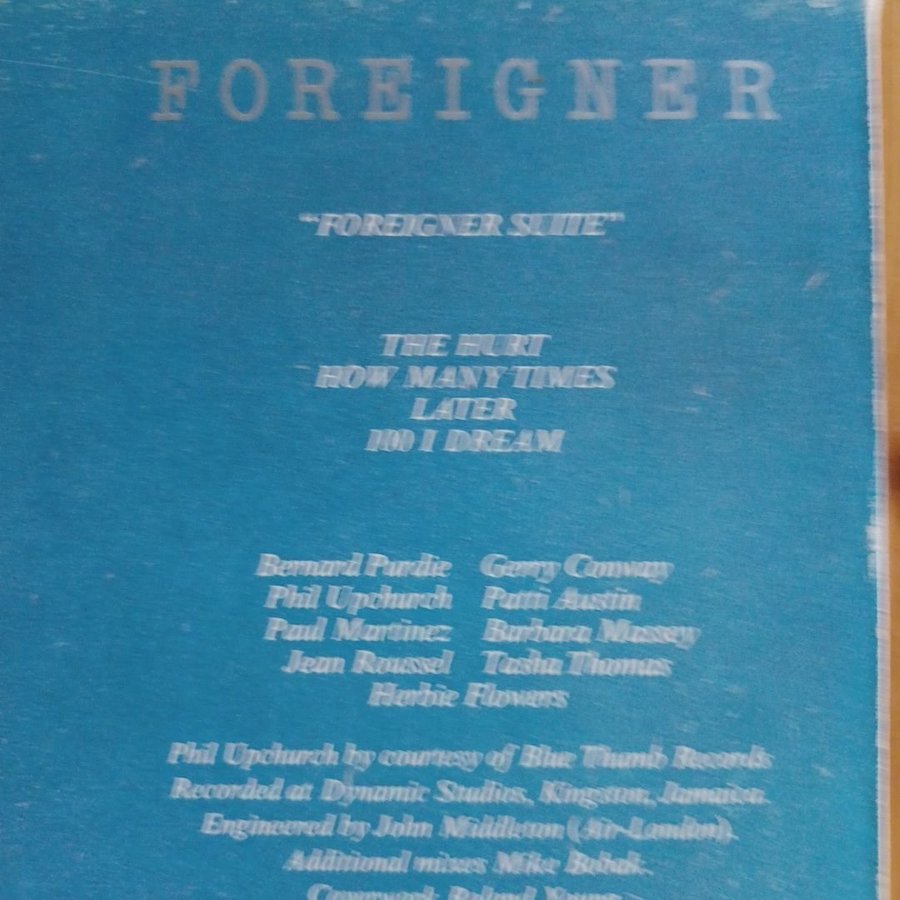 FOREIGNER
"FOREIGNER SUITE"
THE HURT
HOW MANY TIMES
LATER
100 I DREAM
Bernard Purdie Gerry Conway
Phil Upchurch Patti Austin
Paul Martinez Barbara Massey
Jean Roussel Tasha Thomas
Herbie Flowers
Phil Upchurch by courtesy of Blue Thumb Records
Recorded at Dynamic Studios, Kingston, Jamaica.
Engineered by John Middleton (Air-London).
Additional mixes Mike Bobak.
Roland Young